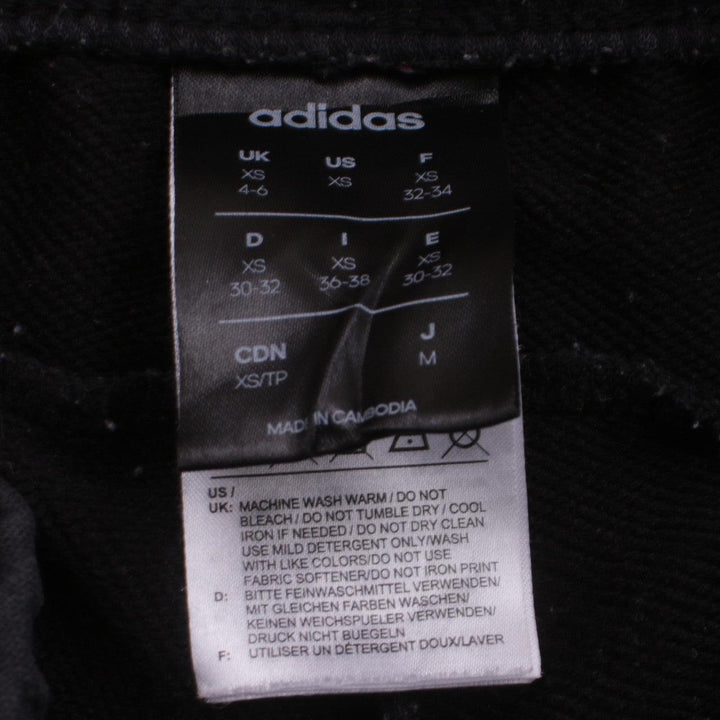 adidas
UK US F
XS XS XS
4-6 32-34
D I E
XS XS XS
30-32 36-38 30-32
CDN J
XS/TP M
MADE IN CAMBODIA
US /
UK: MACHINE WASH WARM / DO NOT
BLEACH / DO NOT TUMBLE DRY / COOL
IRON IF NEEDED / DO NOT DRY CLEAN
USE MILD DETERGENT ONLY/WASH
WITH LIKE COLORS/DO NOT USE
FABRIC SOFTENER/DO NOT IRON PRINT
D: BITTE FEINWASCHMITTEL VERWENDEN/
MIT GLEICHEN FARBEN WASCHEN/
KEINEN WEICHSPUELER VERWENDEN/
DRUCK NICHT BUEGELN
F: UTILISER UN DÉTERGENT DOUX/LAVER